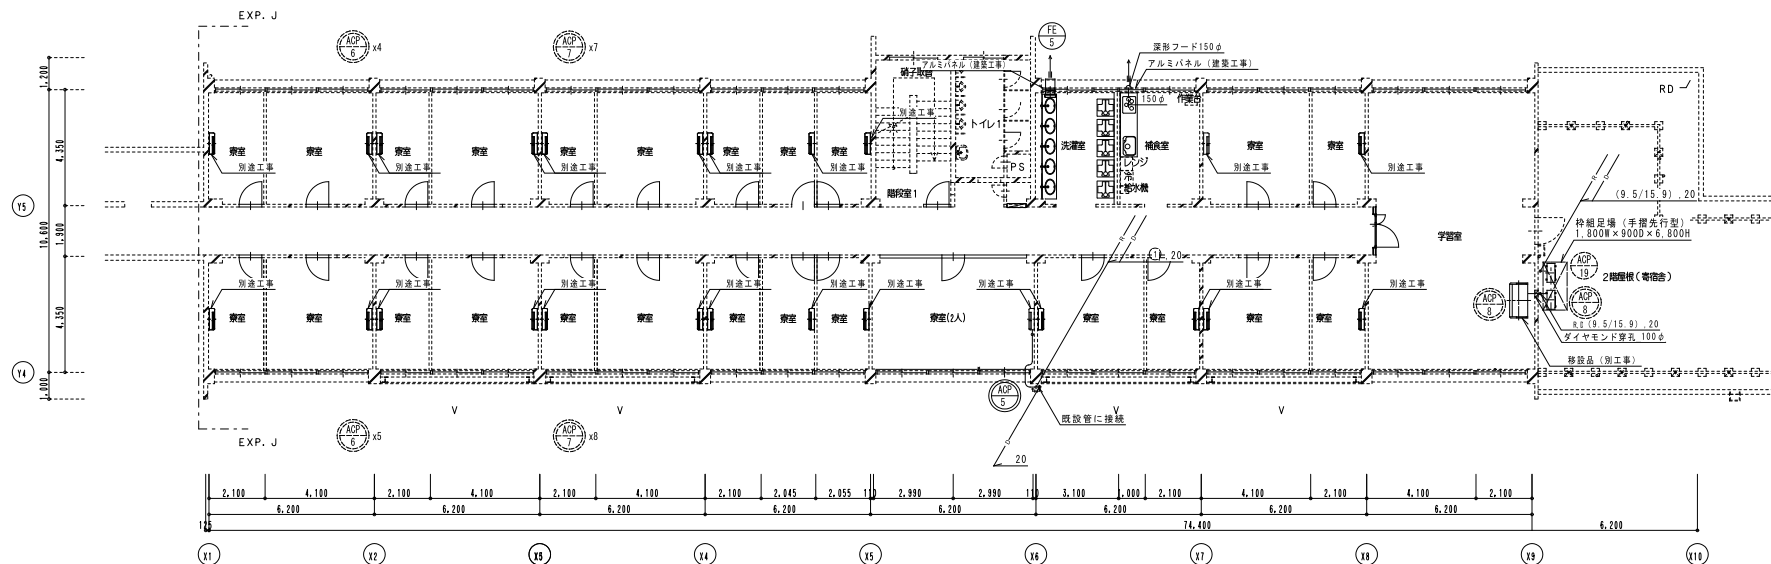 EXP. J
ACP
6
x4
ACP
7
x7
FE
5
深形フード150φ
アルミパネル (建築工事)
アルミパネル (建築工事)
硝子取替
150φ
作業台
RD
1,200
4,350
10,600
1,900
4,350
1,000
別途工事
トイレ1
寮室
寮室
寮室
寮室
寮室
寮室
寮室
寮室
寮室
洗濯室
補食室
寮室
寮室
別途工事
別途工事
別途工事
別途工事
PS
レンジ
別途工事
別途工事
階段室1
給水機
(9.5/15.9) ,20
Y5
枠組足場 (手摺先行型)
1,800W×900D×6,800H
学習室
R
D
20
ACP
19
2階屋根(寄宿舎)
別途工事
別途工事
別途工事
別途工事
別途工事
別途工事
別途工事
別途工事
ACP
8
ACP
8
寮室
寮室
寮室
寮室
寮室
寮室
寮室
寮室
寮室
寮室(2人)
寮室
寮室
寮室
寮室
R,D (9.5/15.9) ,20
ダイヤモンド穿孔 100φ
移設品 (別工事)
Y4
ACP
5
既設管に接続
V
V
V
V
EXP. J
ACP
6
x5
ACP
7
x8
R
D
20
2,100
4,100
2,100
4,100
2,100
4,100
2,100
2,045
2,055
110
2,990
2,990
110
3,100
1,000
2,100
4,100
2,100
4,100
2,100
6,200
6,200
6,200
6,200
6,200
6,200
6,200
6,200
125
74,400
6,200
X1
X2
X4
X5
X6
X7
X8
X9
X10